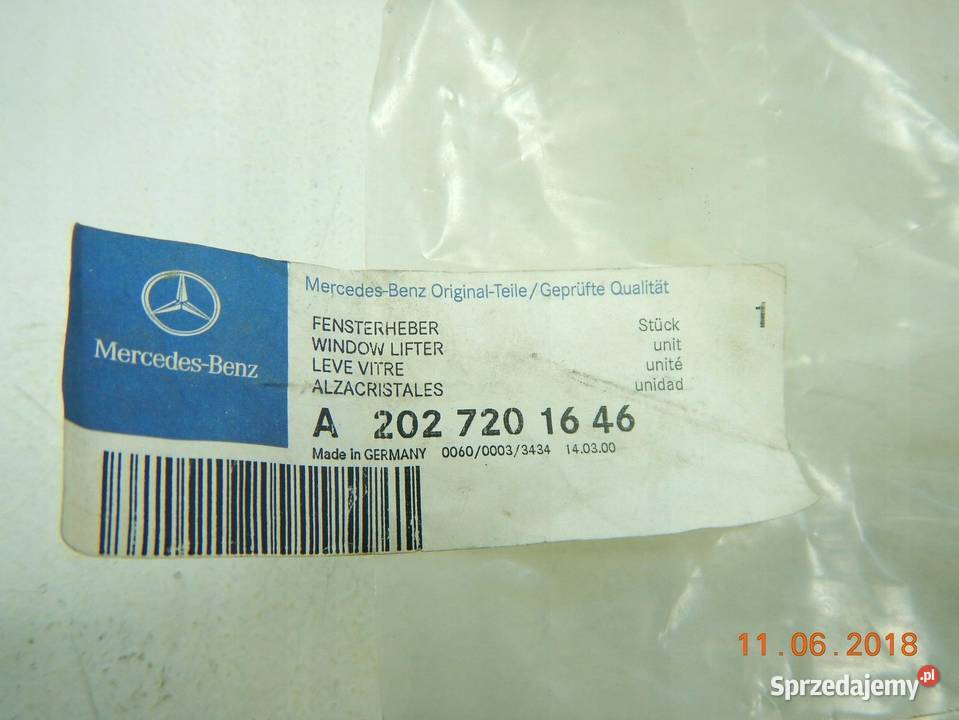 Mercedes-Benz
Mercedes-Benz Original-Teile/Geprüfte Qualität
FENSTERHEBER Stück 1
WINDOW LIFTER unit
LEVE VITRE unité
ALZACRISTALES unidad
A 202 720 16 46
Made in GERMANY 0060/0003/3434 14.03.00
11.06.2018
Sprzedajemy.pl